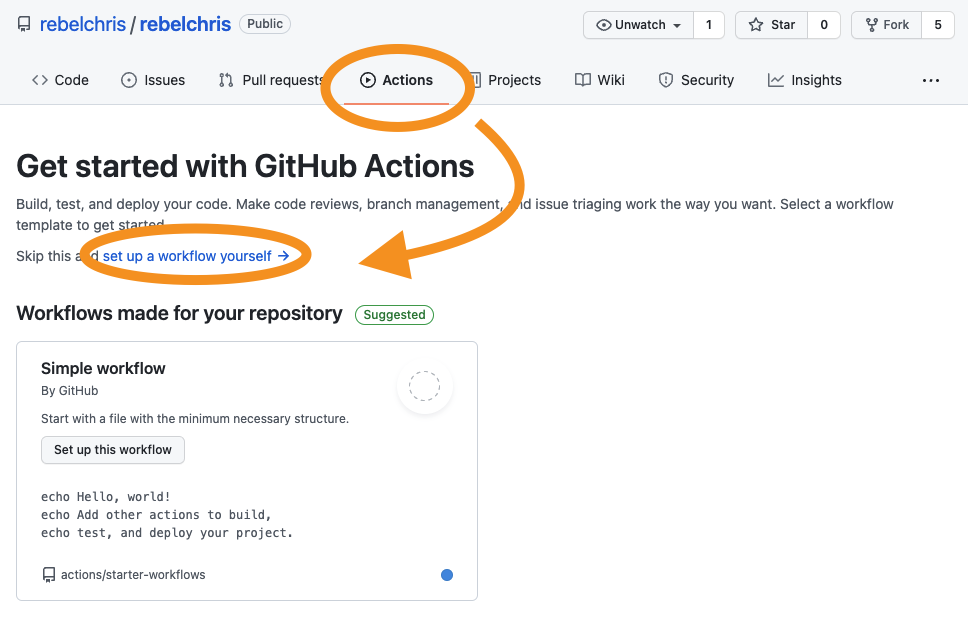 rebelchris / rebelchris Public
Unwatch 1 Star 0 Fork 5
Code Issues Pull requests Actions Projects Wiki Security Insights ...
Get started with GitHub Actions
Build, test, and deploy your code. Make code reviews, branch management, and issue triaging work the way you want. Select a workflow
template to get started.
Skip this and set up a workflow yourself →
Workflows made for your repository Suggested
Simple workflow
By GitHub
Start with a file with the minimum necessary structure.
Set up this workflow
echo Hello, world!
echo Add other actions to build,
echo test, and deploy your project.
actions/starter-workflows